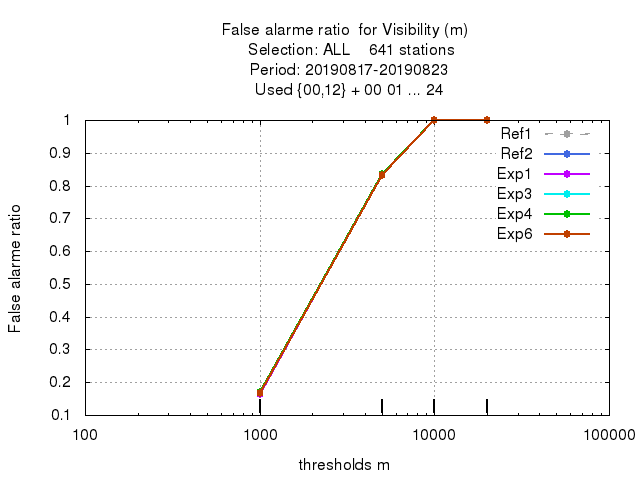 False alarme ratio  for Visibility (m)
Selection: ALL    641 stations
Period: 20190817-20190823
Used {00,12} + 00 01 ... 24
1
0.9
0.8
0.7
0.6
0.5
0.4
0.3
0.2
0.1
False alarme ratio
Ref1
Ref2
Exp1
Exp3
Exp4
Exp6
100 1000 10000 100000
thresholds m